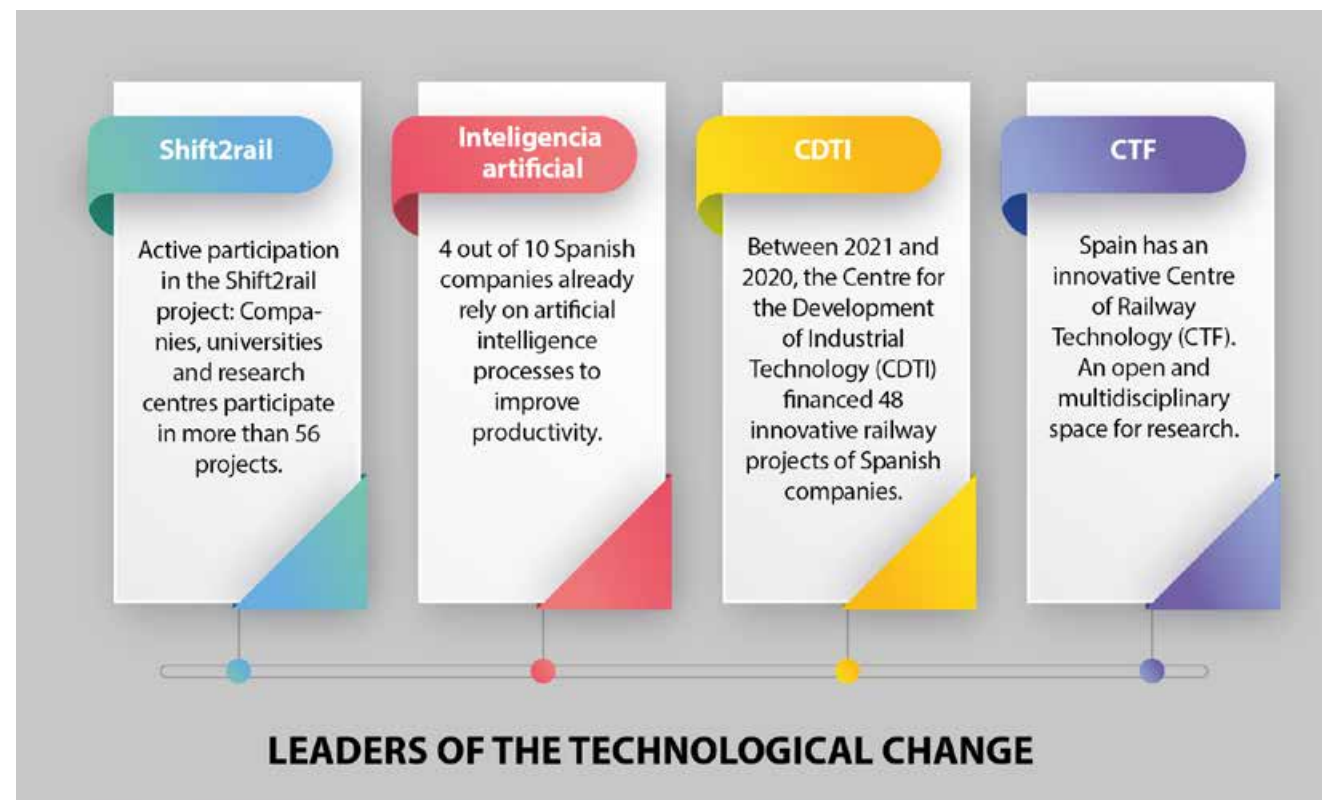 Shift2rail
Active participation
in the Shift2rail
project: Compa-
nies, universities
and research
centres participate
in more than 56
projects.
Inteligencia
artificial
4 out of 10 Spanish
companies already
rely on artificial
intelligence
processes to
improve
productivity.
CDTI
Between 2021 and
2020, the Centre for
the Development
of Industrial
Technology (CDTI)
financed 48
innovative railway
projects of Spanish
companies.
CTF
Spain has an
innovative Centre
of Railway
Technology (CTF).
An open and
multidisciplinary
space for research.
LEADERS OF THE TECHNOLOGICAL CHANGE